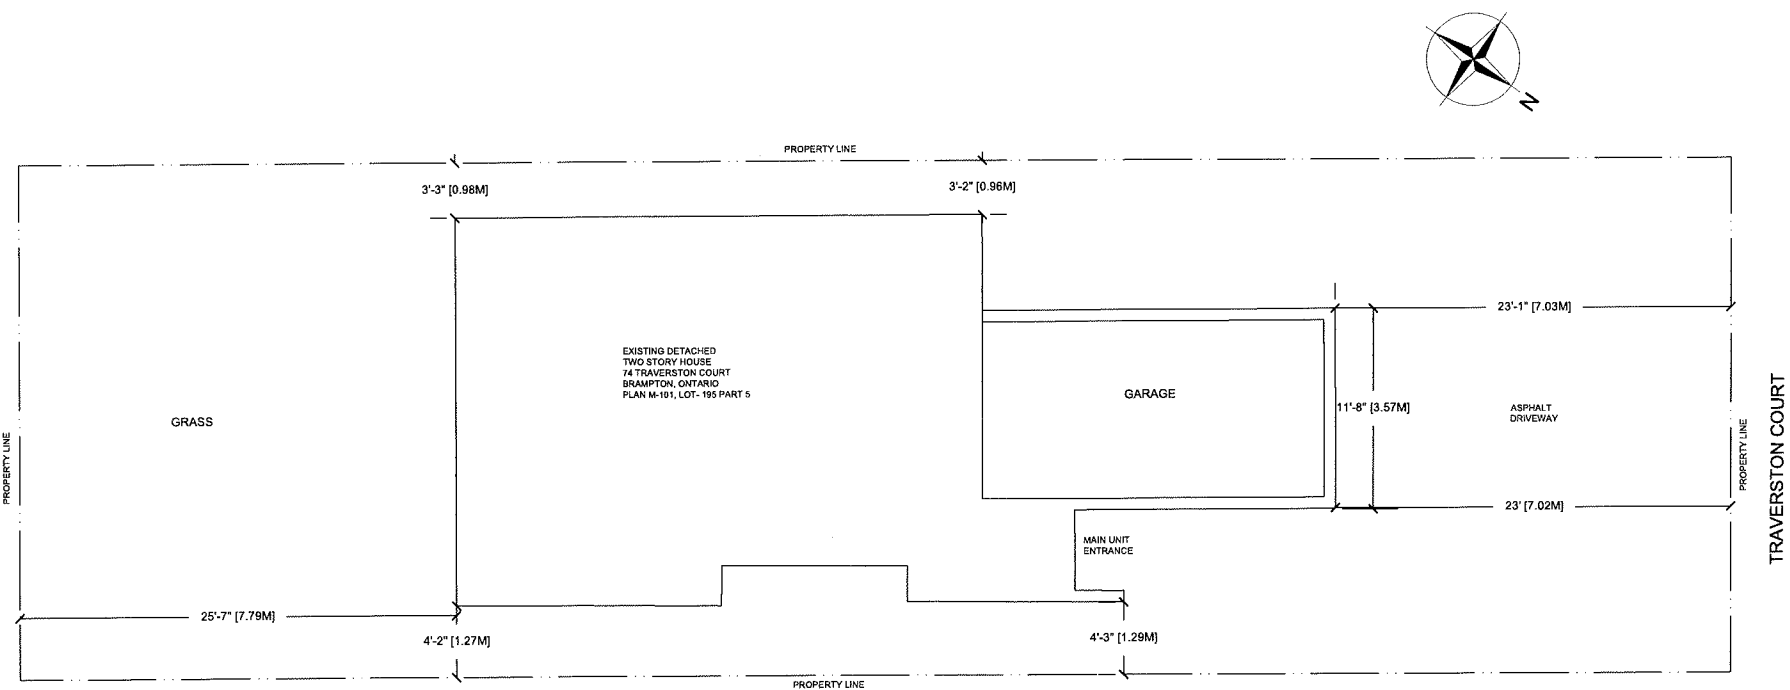 N
PROPERTY LINE
3'-3" [0.98M]
3'-2" [0.96M]
23'-1" [7.03M]
EXISTING DETACHED
TWO STORY HOUSE
74 TRAVERSTON COURT
BRAMPTON, ONTARIO
PLAN M-101, LOT- 195 PART 5
GRASS
GARAGE
11'-8" [3.57M]
ASPHALT
DRIVEWAY
PROPERTY LINE
PROPERTY LINE
TRAVERSTON COURT
23' [7.02M]
MAIN UNIT
ENTRANCE
25'-7" [7.79M]
4'-2" [1.27M]
4'-3" [1.29M]
PROPERTY LINE